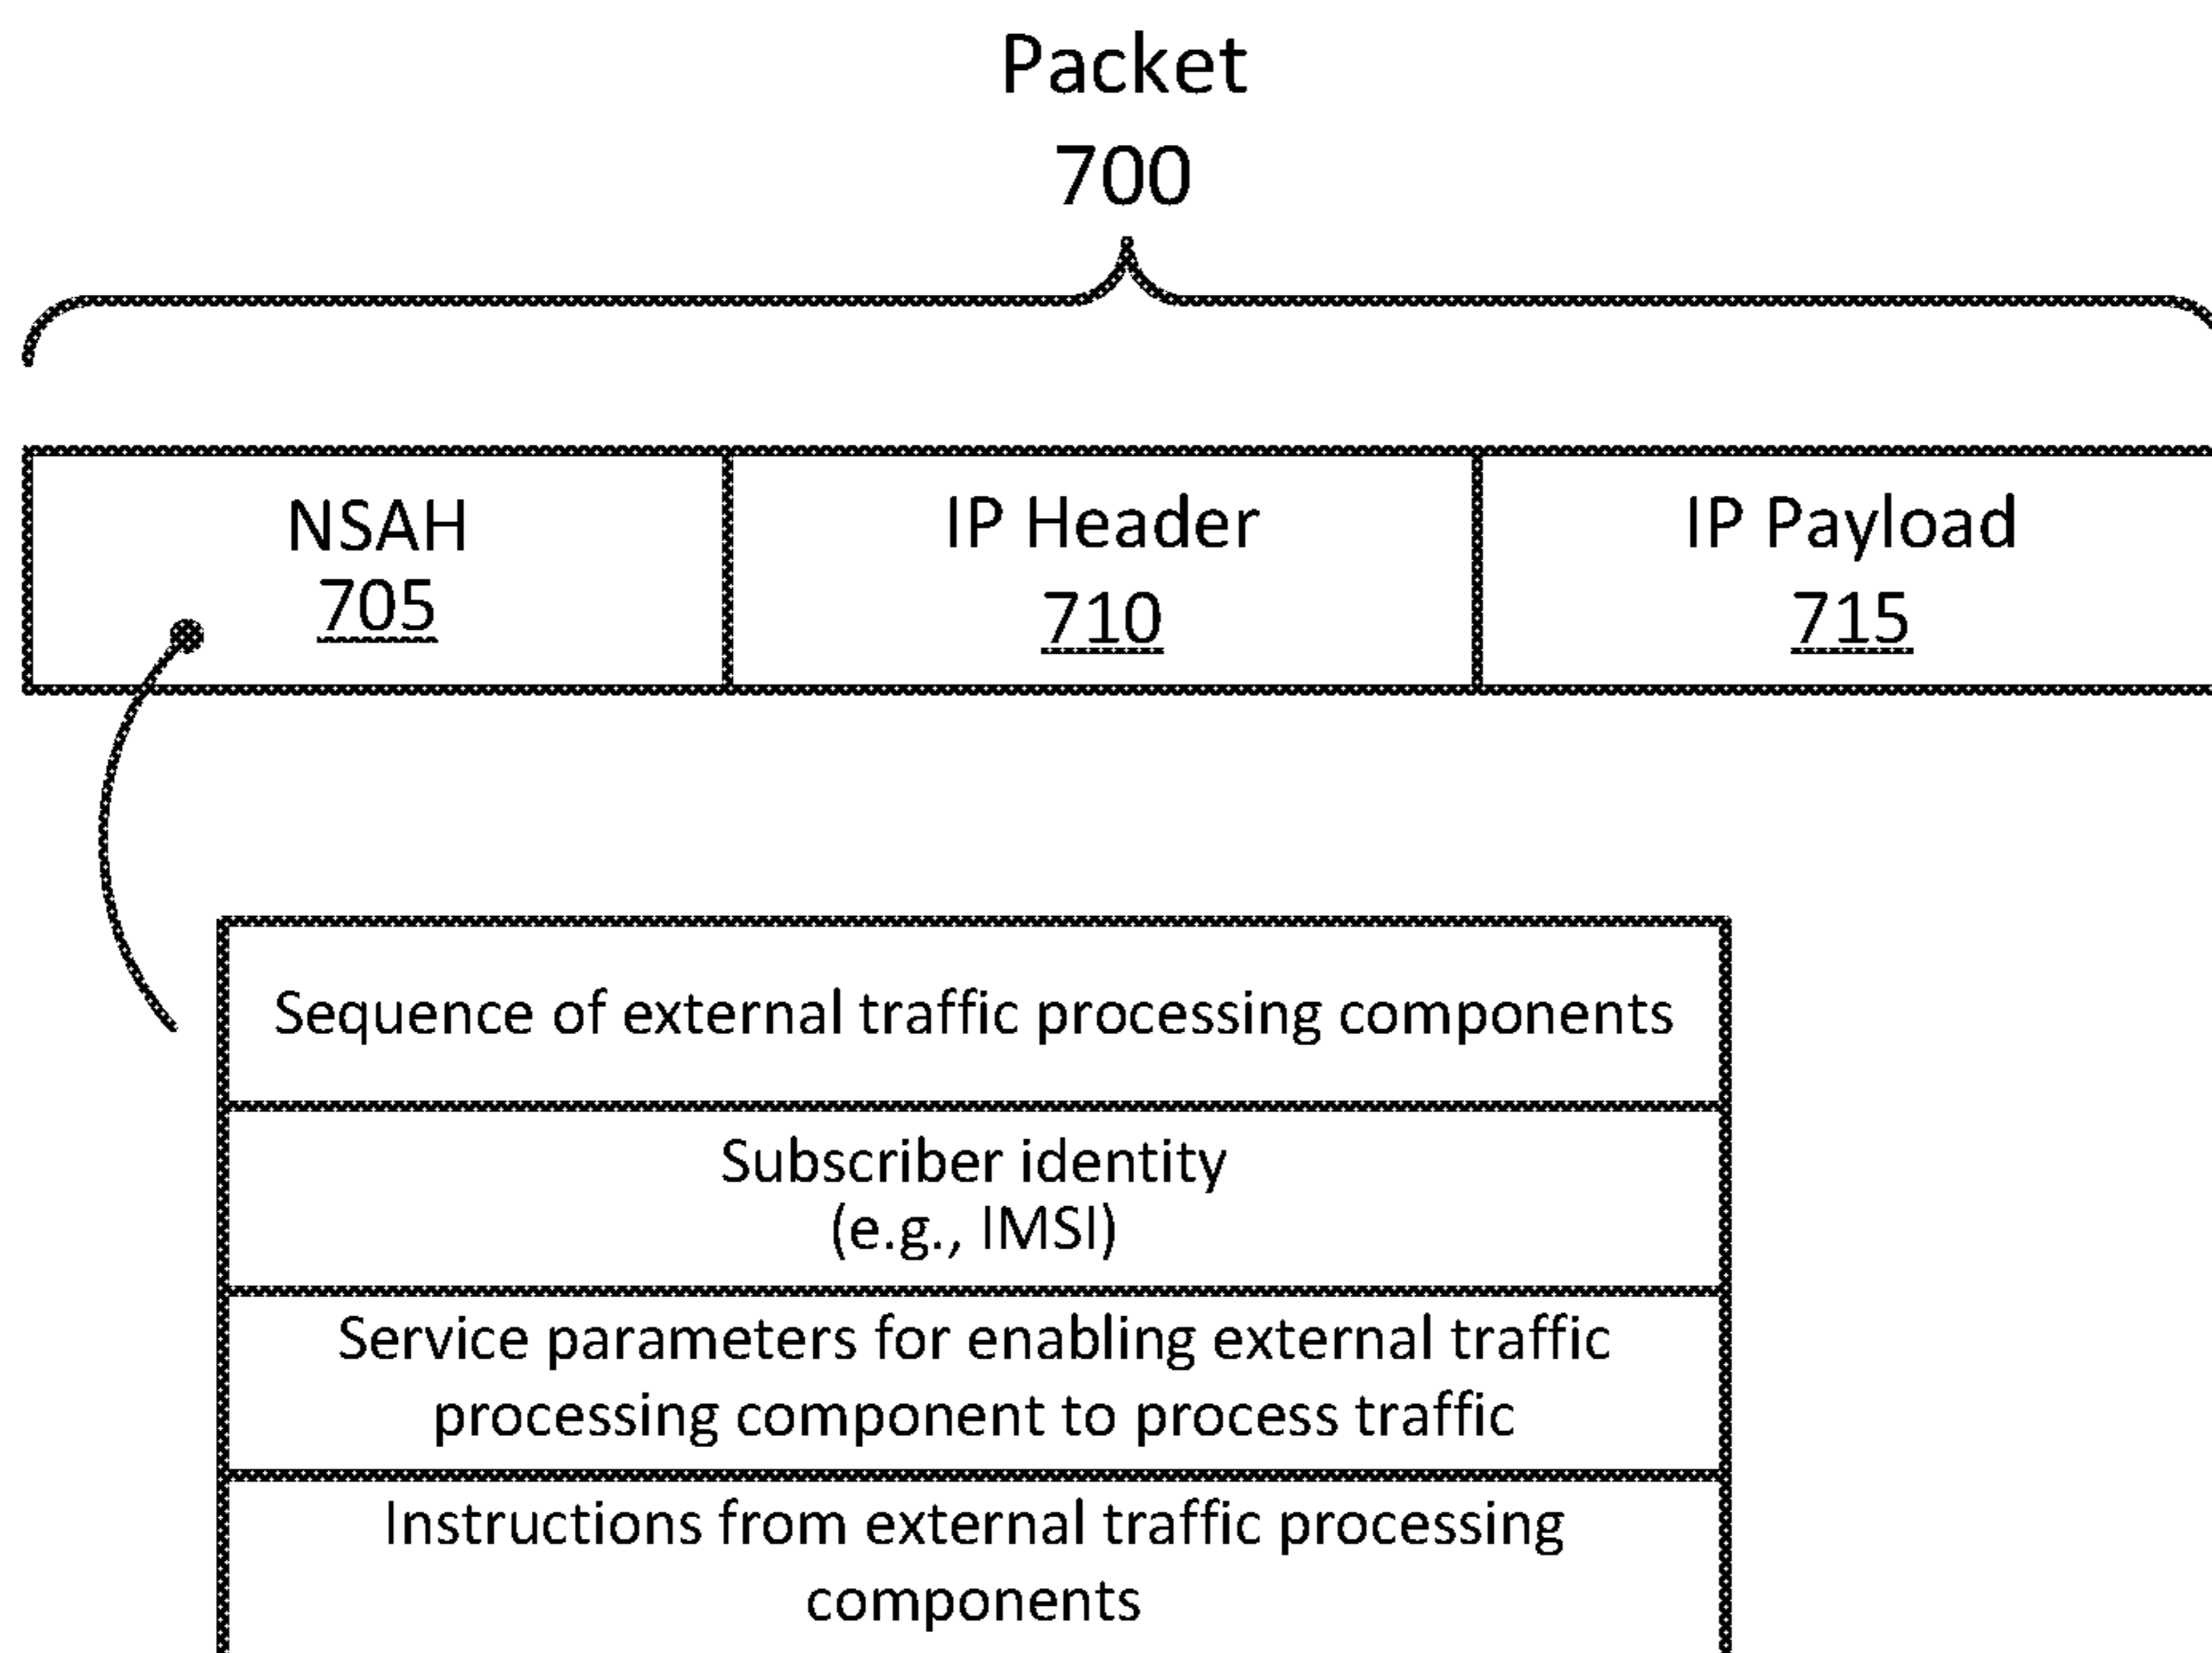 Packet
700
NSAH
705
IP Header
710
IP Payload
715
Sequence of external traffic processing components
Subscriber identity
(e.g., IMSI)
Service parameters for enabling external traffic
processing component to process traffic
Instructions from external traffic processing
components